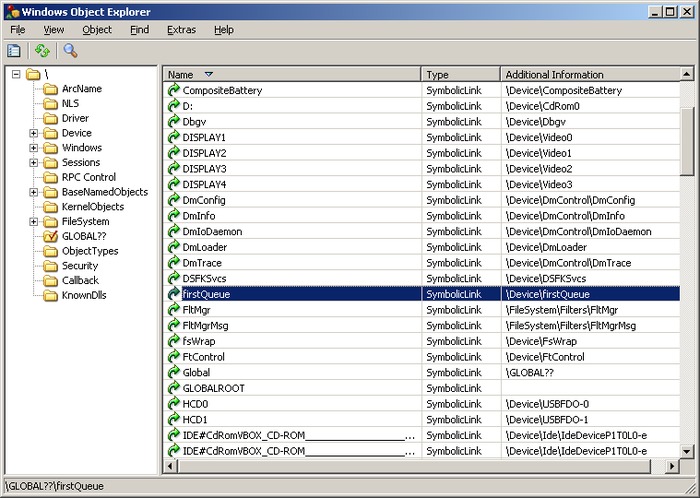 Windows Object Explorer
File View Object Find Extras Help
\
ArcName
NLS
Driver
Device
Windows
Sessions
RPC Control
BaseNamedObjects
KernelObjects
FileSystem
GLOBAL??
ObjectTypes
Security
Callback
KnownDlls
Name Type Additional Information
CompositeBattery SymbolicLink \Device\CompositeBattery
D: SymbolicLink \Device\CdRom0
Dbgv SymbolicLink \Device\Dbgv
DISPLAY1 SymbolicLink \Device\Video0
DISPLAY2 SymbolicLink \Device\Video1
DISPLAY3 SymbolicLink \Device\Video2
DISPLAY4 SymbolicLink \Device\Video3
DmConfig SymbolicLink \Device\DmControl\DmConfig
DmInfo SymbolicLink \Device\DmControl\DmInfo
DmIoDaemon SymbolicLink \Device\DmControl\DmIoDaemon
DmLoader SymbolicLink \Device\DmLoader
DmTrace SymbolicLink \Device\DmControl\DmTrace
DSFKSvcs SymbolicLink \Device\DSFKSvcs
firstQueue SymbolicLink \Device\firstQueue
FltMgr SymbolicLink \FileSystem\Filters\FltMgr
FltMgrMsg SymbolicLink \FileSystem\Filters\FltMgrMsg
fsWrap SymbolicLink \Device\FsWrap
FtControl SymbolicLink \Device\FtControl
Global SymbolicLink \GLOBAL??
GLOBALROOT SymbolicLink
HCD0 SymbolicLink \Device\USBFDO-0
HCD1 SymbolicLink \Device\USBFDO-1
IDE#CdRomVBOX_CD-ROM____________________... SymbolicLink \Device\Ide\IdeDeviceP1T0L0-e
IDE#CdRomVBOX_CD-ROM____________________... SymbolicLink \Device\Ide\IdeDeviceP1T0L0-e
\GLOBAL??\firstQueue